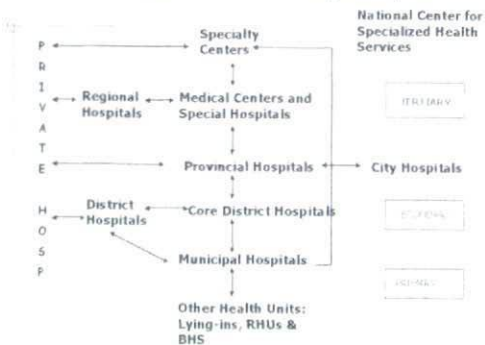 National Center for
Specialized Health
Services
Specialty
Centers
P
R
I
V
A
T
E
H
O
S
P
Regional
Hospitals
Medical Centers and
Special Hospitals
TERTIARY
Provincial Hospitals
City Hospitals
District
Hospitals
Core District Hospitals
Municipal Hospitals
Other Health Units:
Lying-ins, RHUs &
BHS